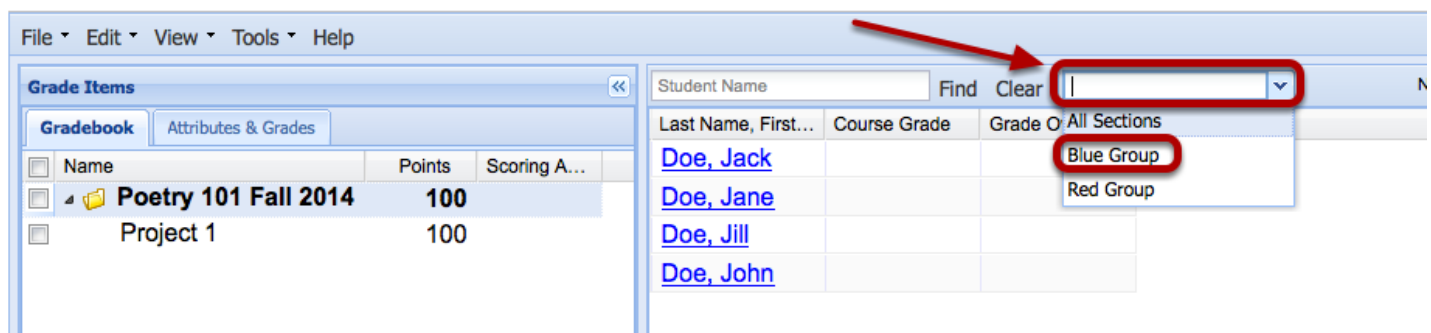 File Edit View Tools Help
Grade Items
Student Name Find Clear N
Gradebook Attributes & Grades
Last Name, First... Course Grade Grade O
All Sections
Name Points Scoring A...
Blue Group
Doe, Jack
Poetry 101 Fall 2014 100
Doe, Jane
Red Group
Project 1 100
Doe, Jill
Doe, John